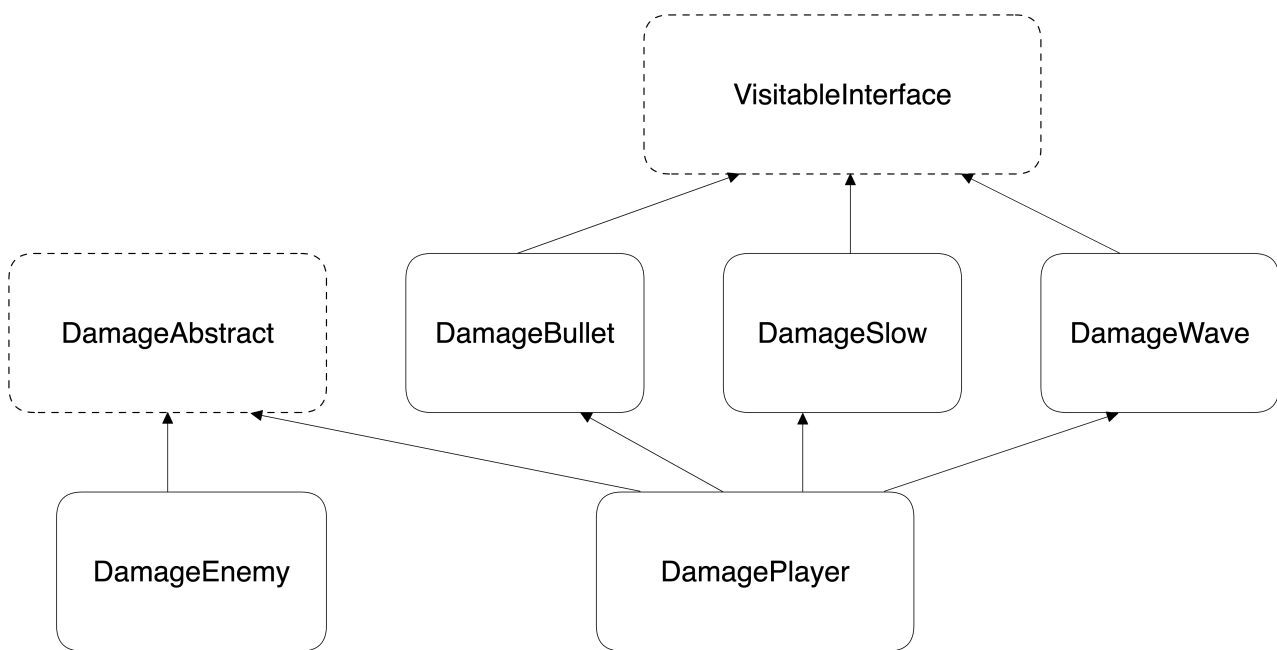 VisitableInterface
DamageAbstract
DamageBullet
DamageSlow
DamageWave
DamageEnemy
DamagePlayer